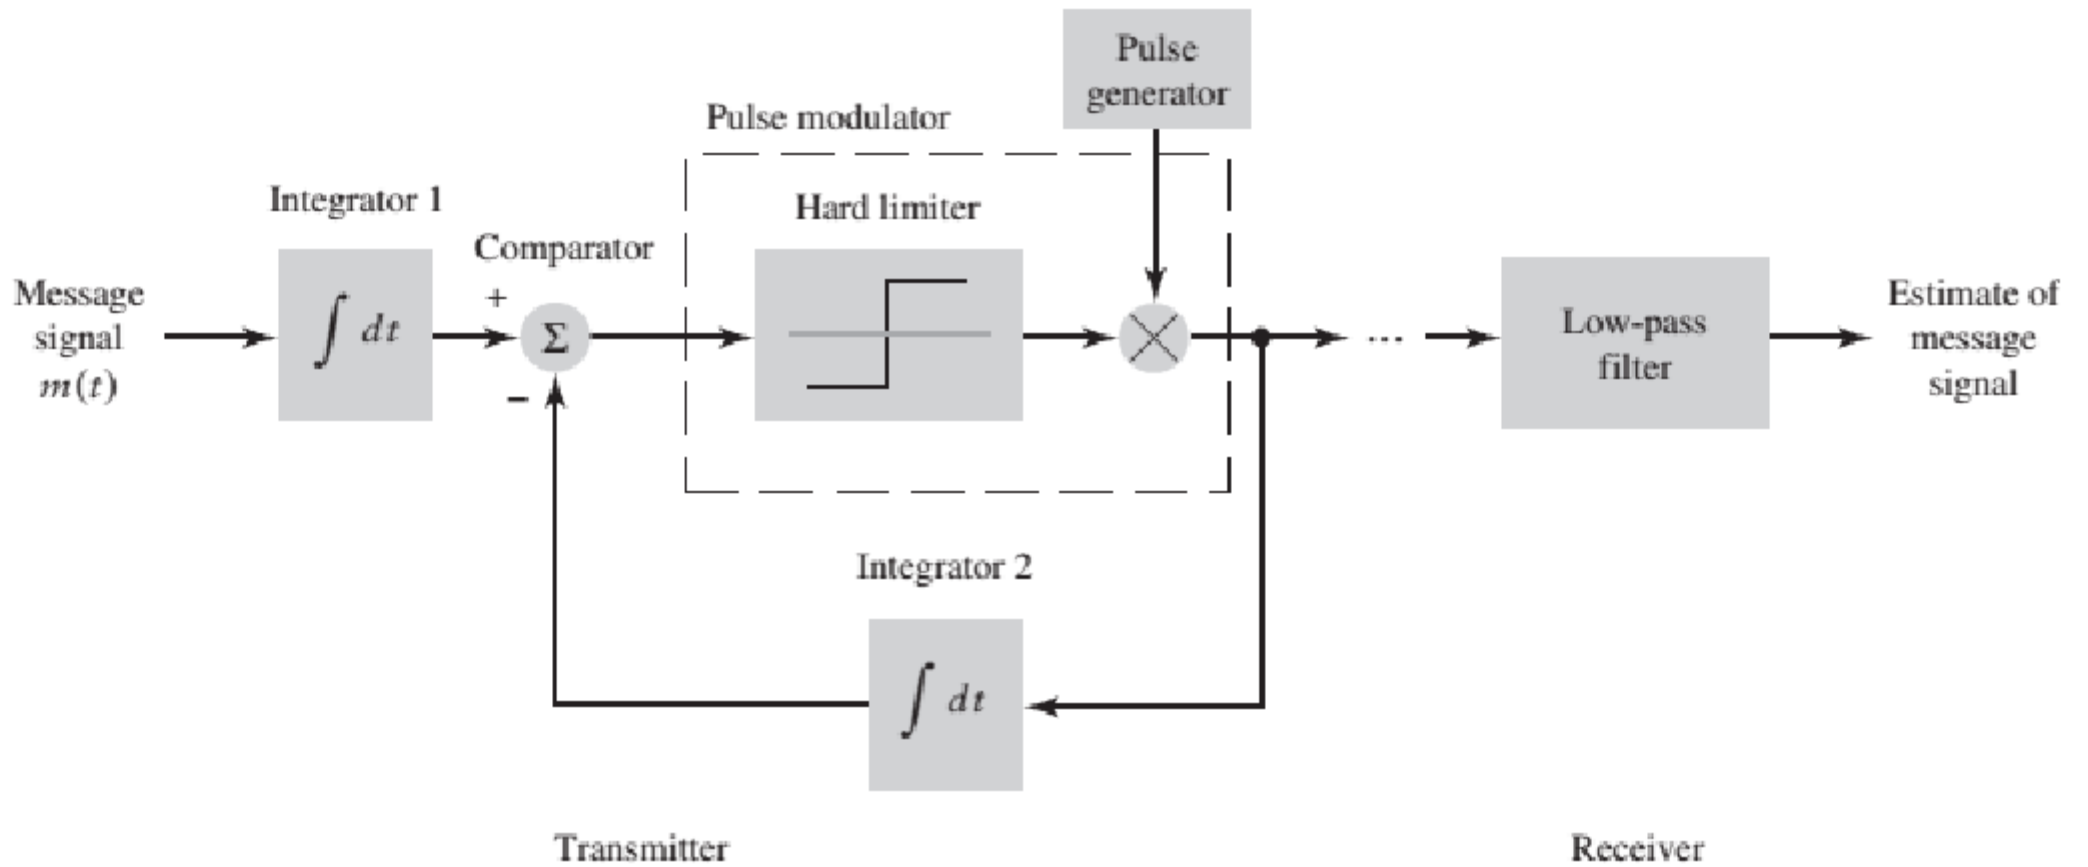 Pulse
generator
Pulse modulator
Integrator 1
Hard limiter
Comparator
Message
signal
m(t)
∫ dt
+
Σ
−
...
Low-pass
filter
Estimate of
message
signal
Integrator 2
∫ dt
Transmitter
Receiver